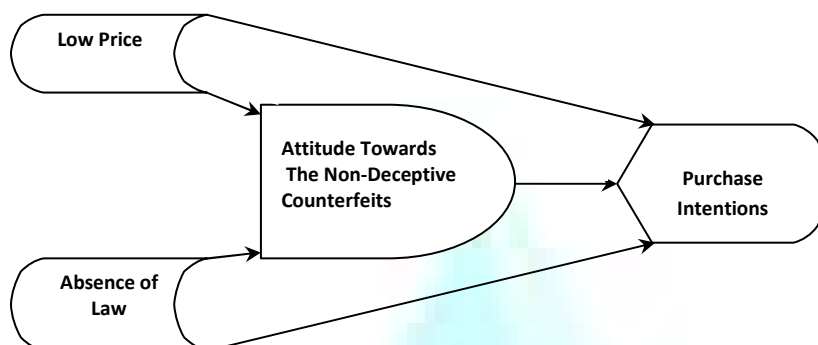 Low Price
Attitude Towards
The Non-Deceptive
Counterfeits
Purchase
Intentions
Absence of
Law